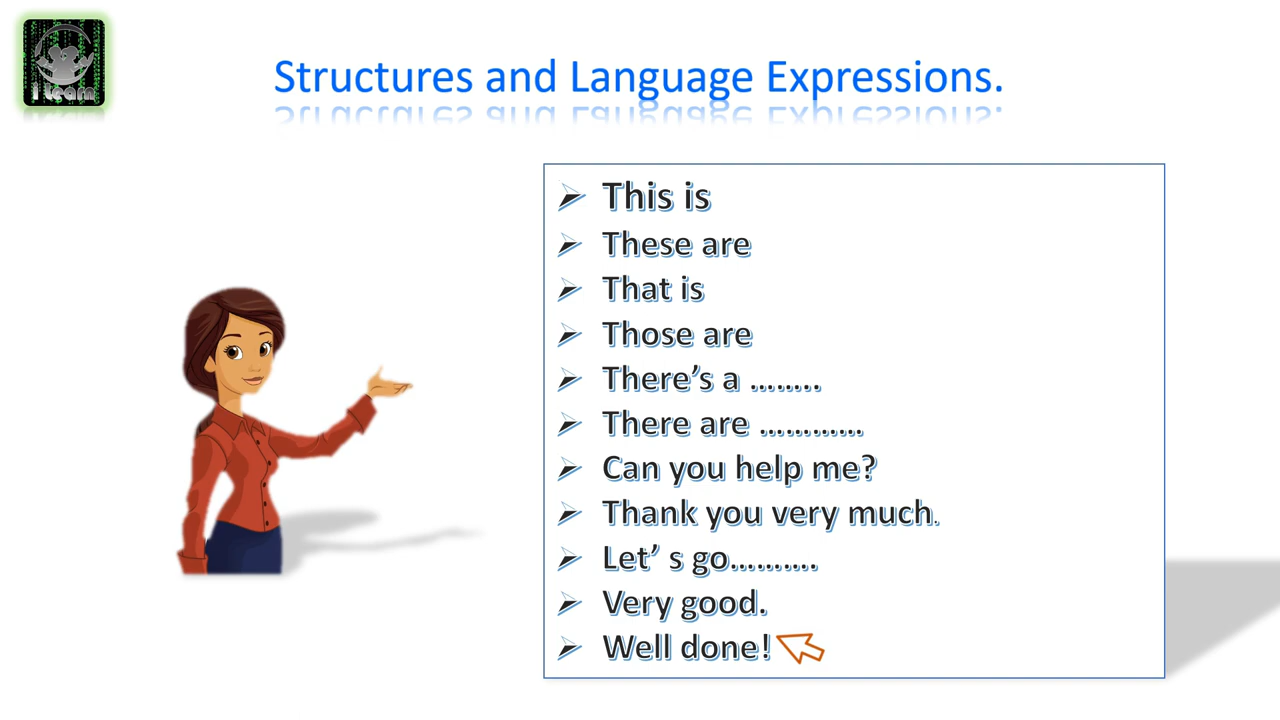 I learn
Structures and Language Expressions.
This is
These are
That is
Those are
There’s a ........
There are ............
Can you help me?
Thank you very much.
Let’ s go..........
Very good.
Well done!